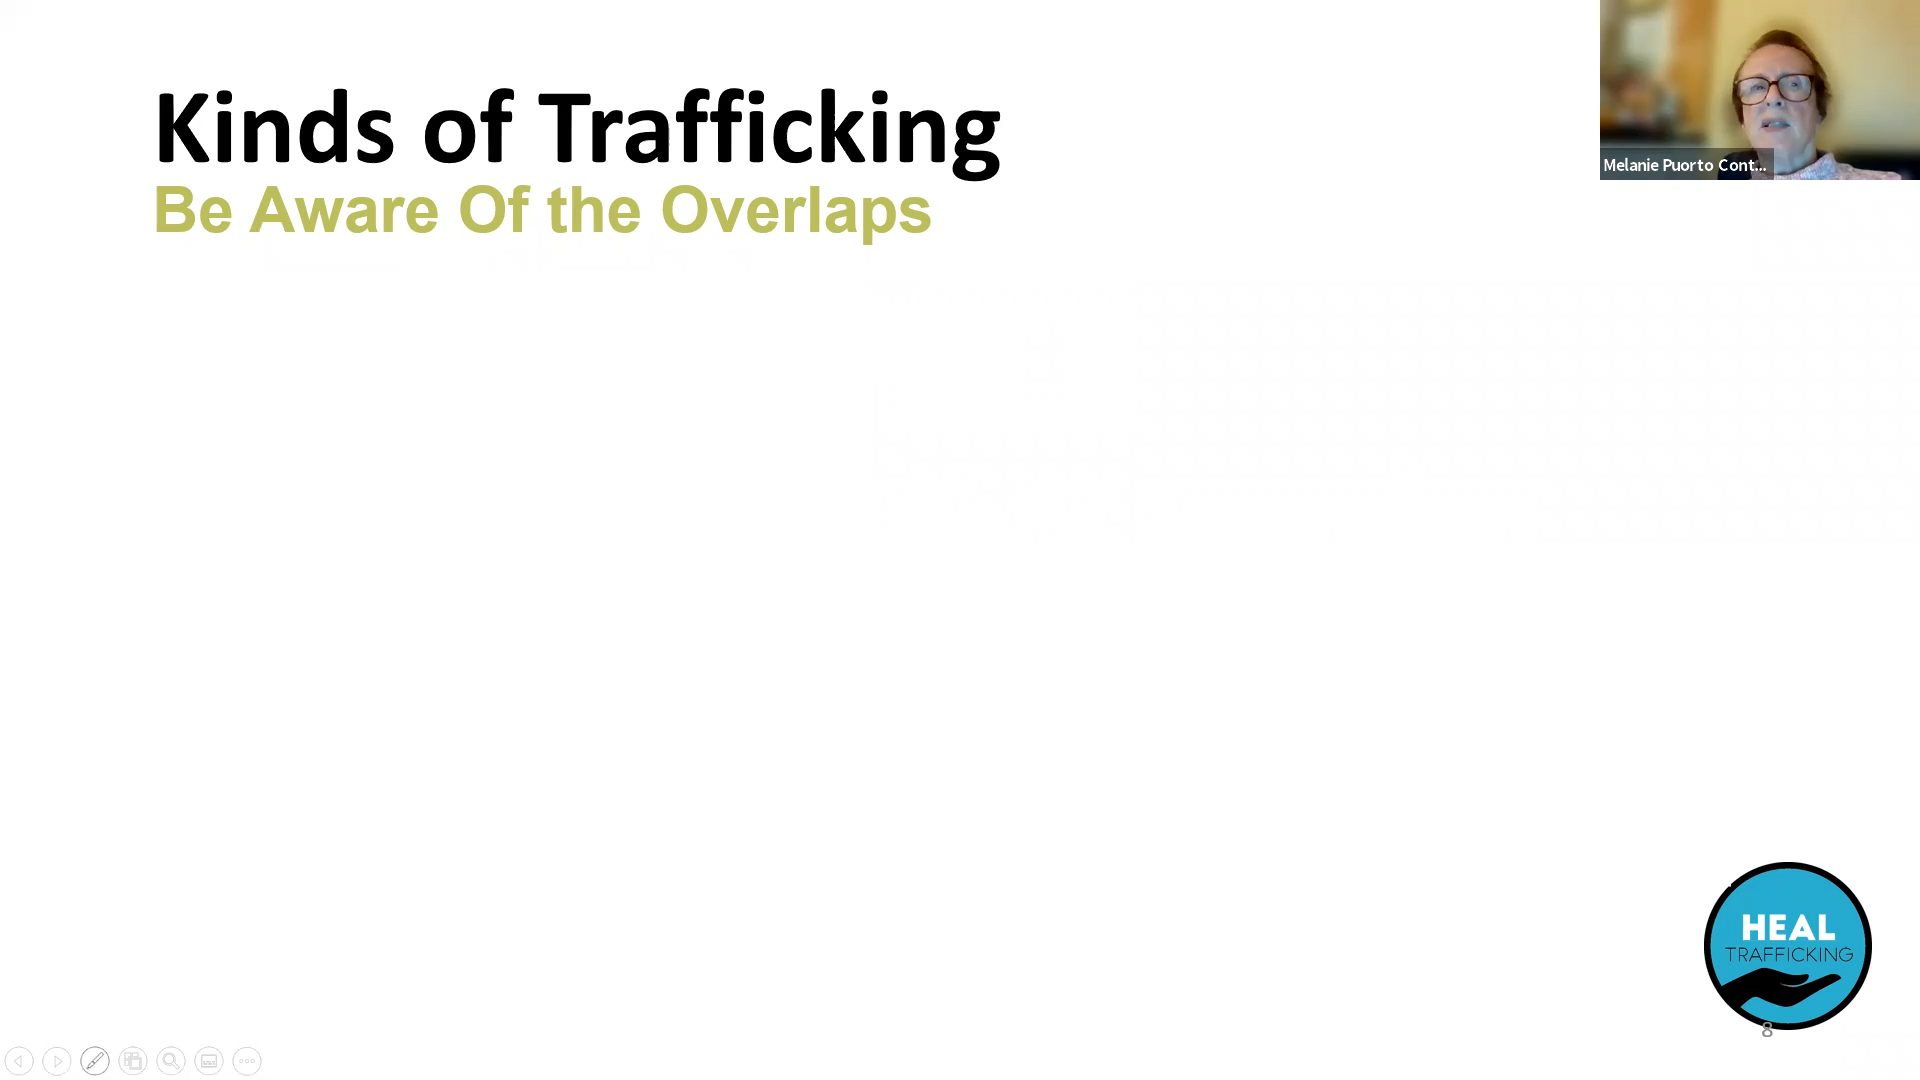 Kinds of Trafficking
Be Aware Of the Overlaps
Melanie Puorto Cont...
HEAL
TRAFFICKING
8